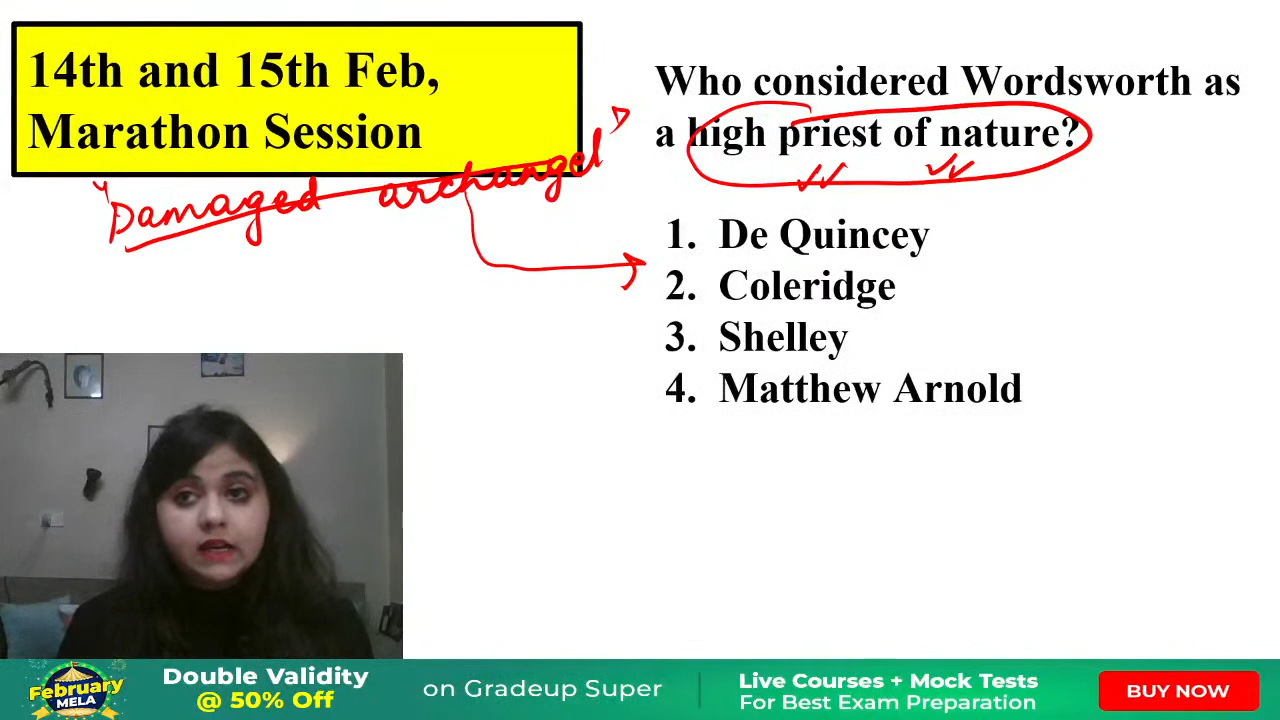 14th and 15th Feb,
Marathon Session
"Damaged archangel"
Who considered Wordsworth as
a high priest of nature?
1. De Quincey
2. Coleridge
3. Shelley
4. Matthew Arnold
February
MELA
Double Validity
@ 50% Off
on Gradeup Super
Live Courses + Mock Tests
For Best Exam Preparation
BUY NOW